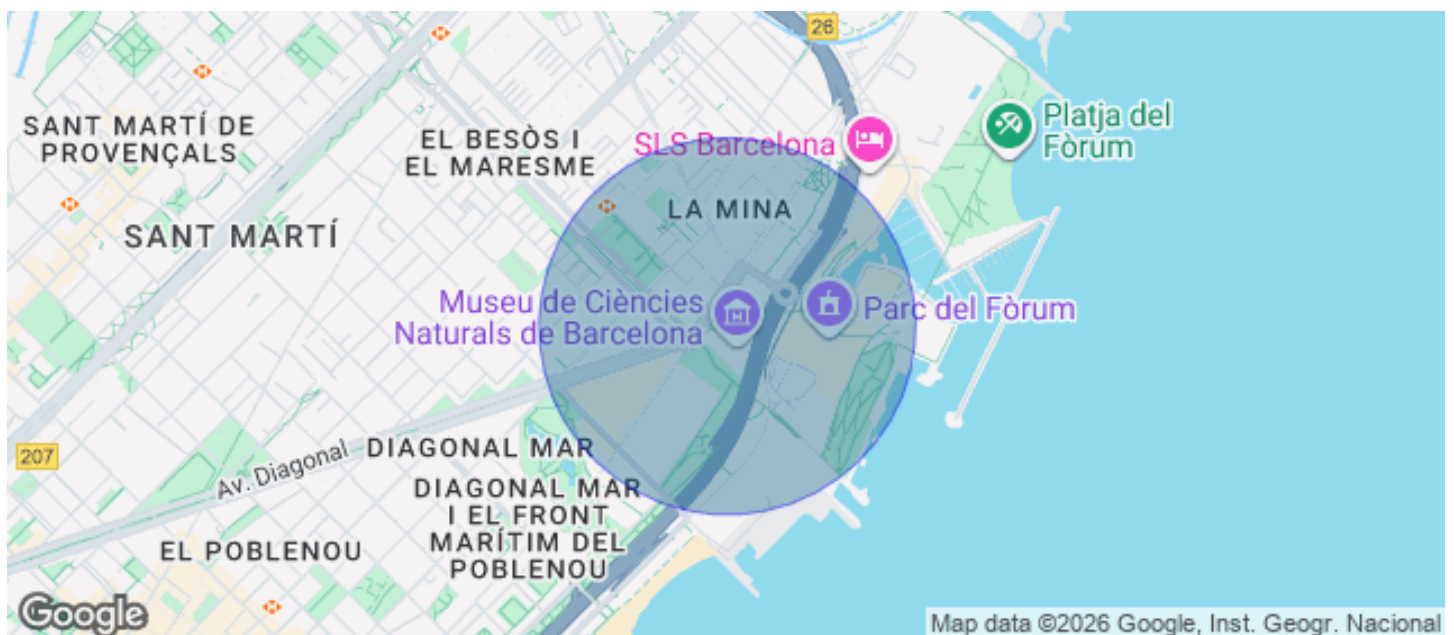 26
SANT MARTÍ DE
PROVENÇALS
EL BESÒS I
EL MARESME
SLS Barcelona
Platja del
Fòrum
LA MINA
SANT MARTÍ
Museu de Ciències
Naturals de Barcelona
Parc del Fòrum
207
Av. Diagonal
DIAGONAL MAR
DIAGONAL MAR
I EL FRONT
MARÍTIM DEL
POBLENOU
EL POBLENOU
Google
Map data ©2026 Google, Inst. Geogr. Nacional